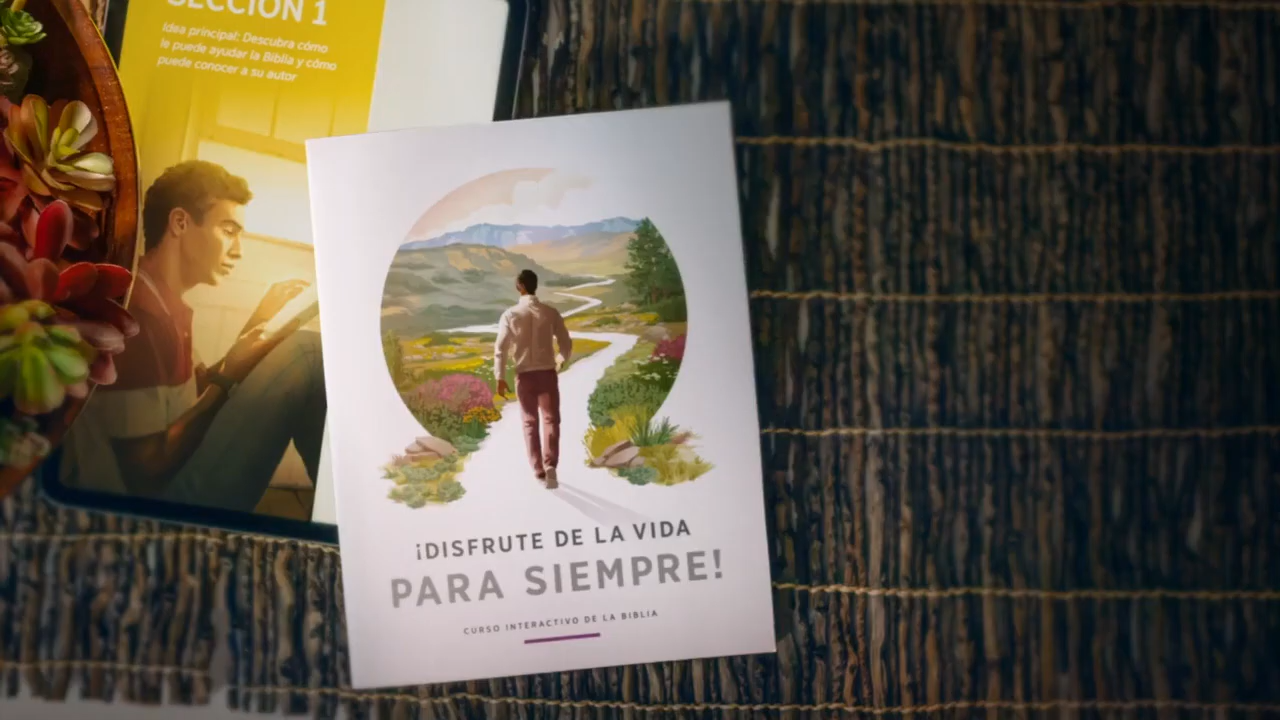 SECCIÓN 1
Idea principal: Descubra cómo
le puede ayudar la Biblia y cómo
puede conocer a su autor
¡DISFRUTE DE LA VIDA
PARA SIEMPRE!
CURSO INTERACTIVO DE LA BIBLIA